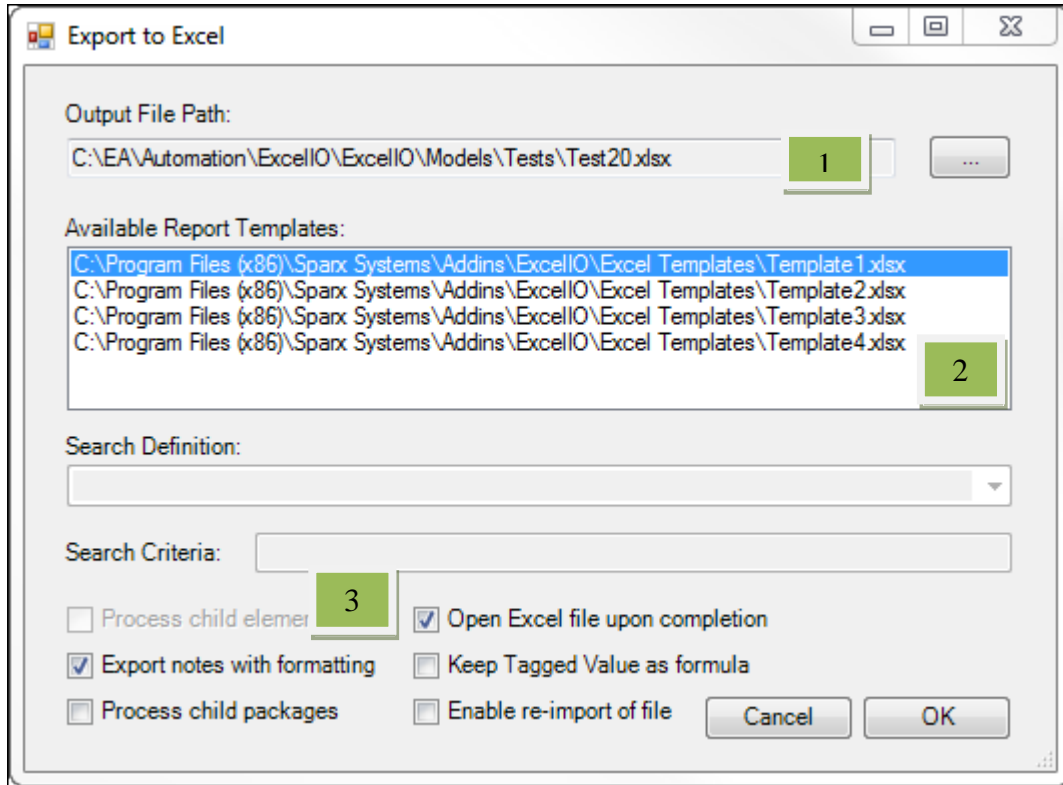 Export to Excel
Output File Path:
C:\EA\Automation\ExcelIO\ExcelIO\Models\Tests\Test20.xlsx
1
...
Available Report Templates:
C:\Program Files (x86)\Sparx Systems\Addins\ExcelIO\Excel Templates\Template1.xlsx
C:\Program Files (x86)\Sparx Systems\Addins\ExcelIO\Excel Templates\Template2.xlsx
C:\Program Files (x86)\Sparx Systems\Addins\ExcelIO\Excel Templates\Template3.xlsx
C:\Program Files (x86)\Sparx Systems\Addins\ExcelIO\Excel Templates\Template4.xlsx
2
Search Definition:
Search Criteria:
3
Process child Open Excel file upon completion
Export notes with formatting Keep Tagged Value as formula
Process child packages Enable re-import of file Cancel OK